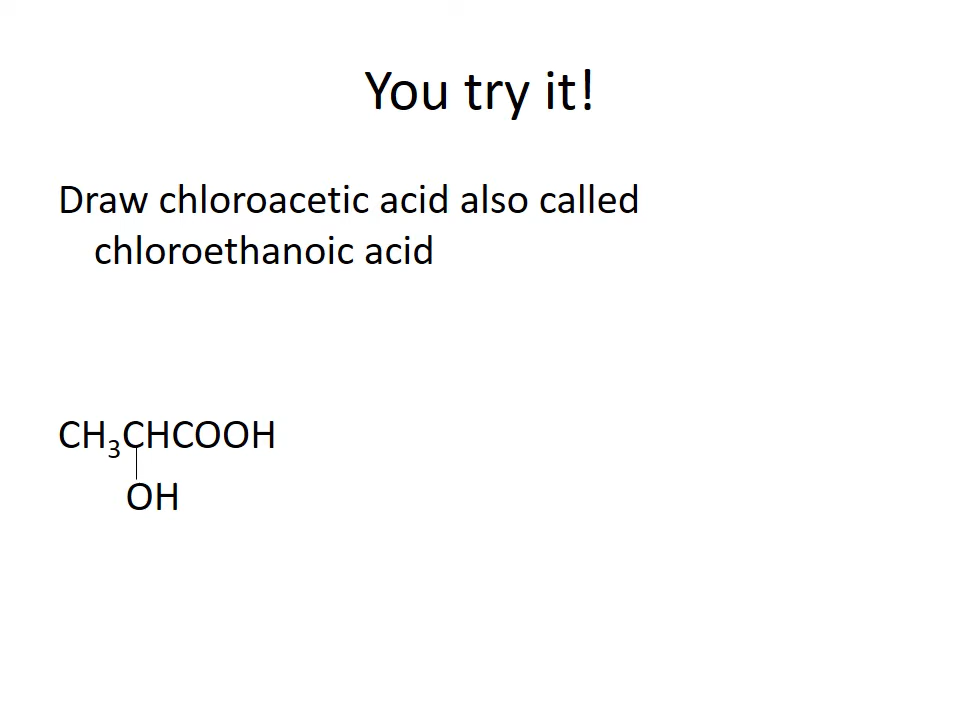 You try it!
Draw chloroacetic acid also called
chloroethanoic acid
CH₃CHCOOH
OH